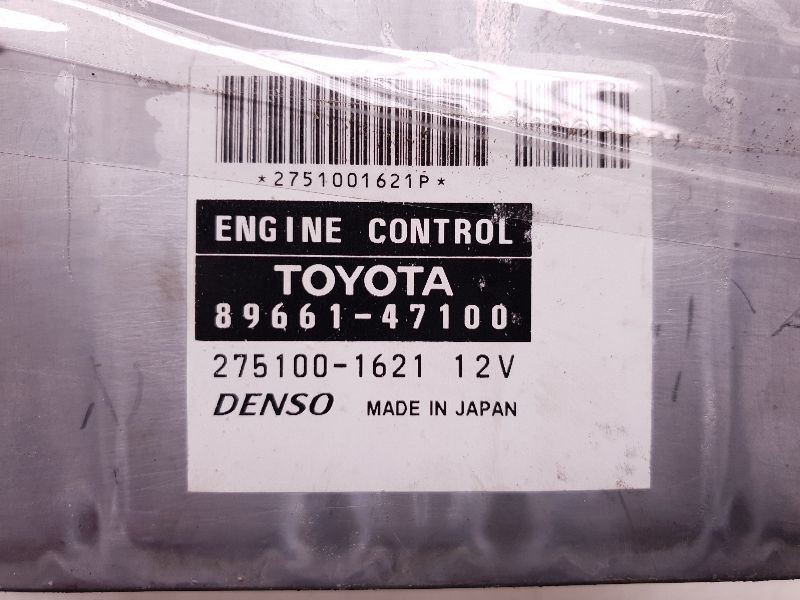 *2751001621P*
ENGINE CONTROL
TOYOTA
89661-47100
275100-1621 12V
DENSO MADE IN JAPAN